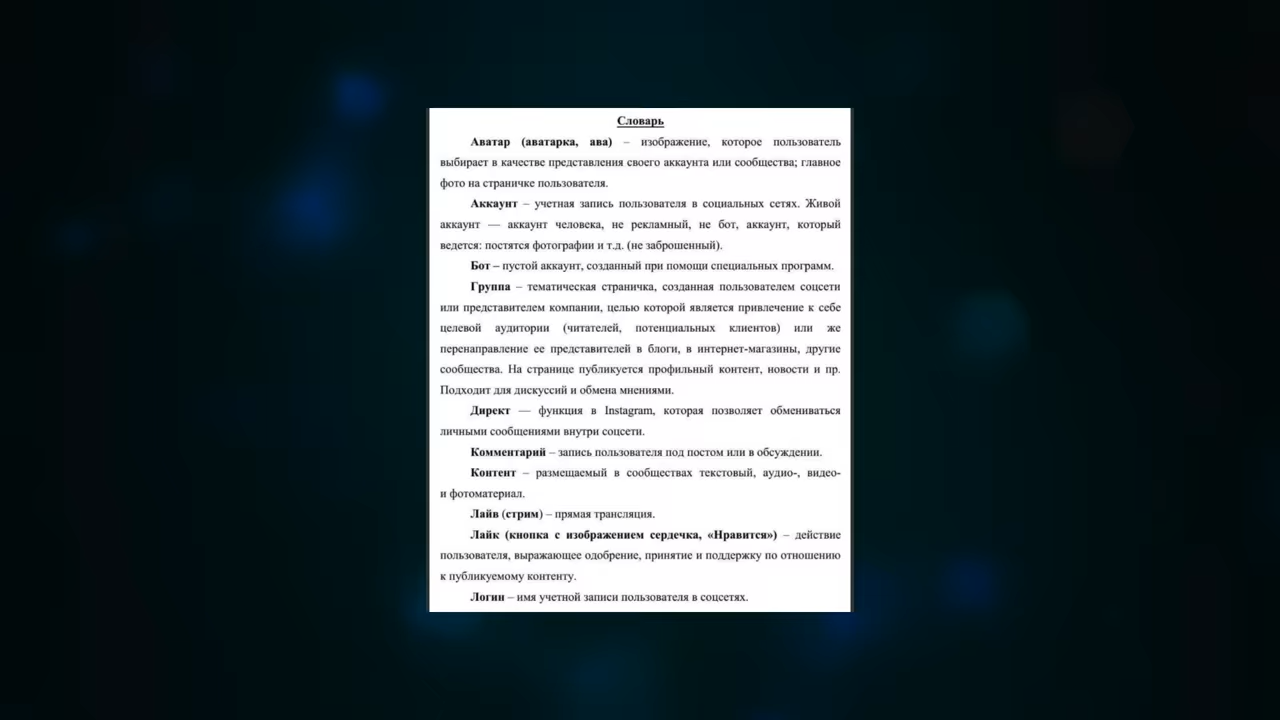 Словарь
Аватар (аватарка, ава) – изображение, которое пользователь
выбирает в качестве представления своего аккаунта или сообщества; главное
фото на страничке пользователя.
Аккаунт – учетная запись пользователя в социальных сетях. Живой
аккаунт — аккаунт человека, не рекламный, не бот, аккаунт, который
ведется: постятся фотографии и т.д. (не заброшенный).
Бот – пустой аккаунт, созданный при помощи специальных программ.
Группа – тематическая страничка, созданная пользователем соцсети
или представителем компании, целью которой является привлечение к себе
целевой аудитории (читателей, потенциальных клиентов) или же
перенаправление ее представителей в блоги, в интернет-магазины, другие
сообщества. На странице публикуется профильный контент, новости и пр.
Подходит для дискуссий и обмена мнениями.
Директ — функция в Instagram, которая позволяет обмениваться
личными сообщениями внутри соцсети.
Комментарий – запись пользователя под постом или в обсуждении.
Контент – размещаемый в сообществах текстовый, аудио-, видео-
и фотоматериал.
Лайв (стрим) – прямая трансляция.
Лайк (кнопка с изображением сердечка, «Нравится») – действие
пользователя, выражающее одобрение, принятие и поддержку по отношению
к публикуемому контенту.
Логин – имя учетной записи пользователя в соцсетях.